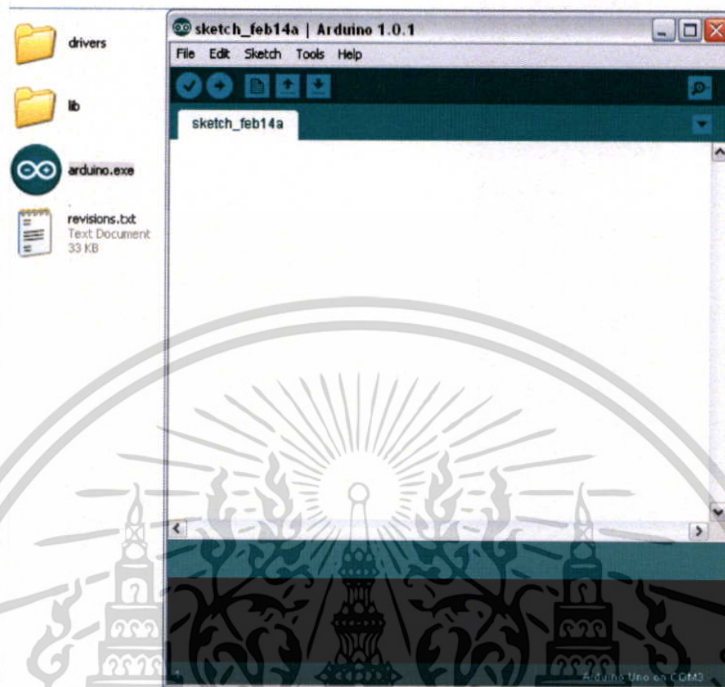 drivers
lib
arduino.exe
revisions.txt
Text Document
33 KB
sketch_feb14a | Arduino 1.0.1
File Edit Sketch Tools Help
sketch_feb14a
Arduino Uno on COM3